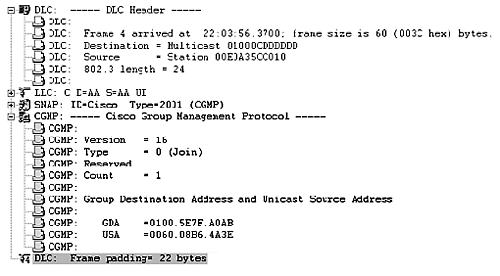 DLC: ----- DLC Header -----
DLC:
DLC: Frame 4 arrived at 22:03:56.3700; frame size is 60 (003C hex) bytes.
DLC: Destination = Multicast 01000CDDDDDD
DLC: Source = Station 00E0A35CC010
DLC: 802.3 length = 24
DLC:
LLC: C D=AA S=AA UI
SNAP: ID=Cisco Type=2001 (CGMP)
CGMP: ----- Cisco Group Management Protocol -----
CGMP:
CGMP: Version = 16
CGMP: Type = 0 (Join)
CGMP: Reserved
CGMP: Count = 1
CGMP:
CGMP: Group Destination Address and Unicast Source Address
CGMP:
CGMP: GDA =0100.5E7F.A0AB
CGMP: USA =0060.08B6.4A3E
CGMP:
DLC: Frame padding= 22 bytes